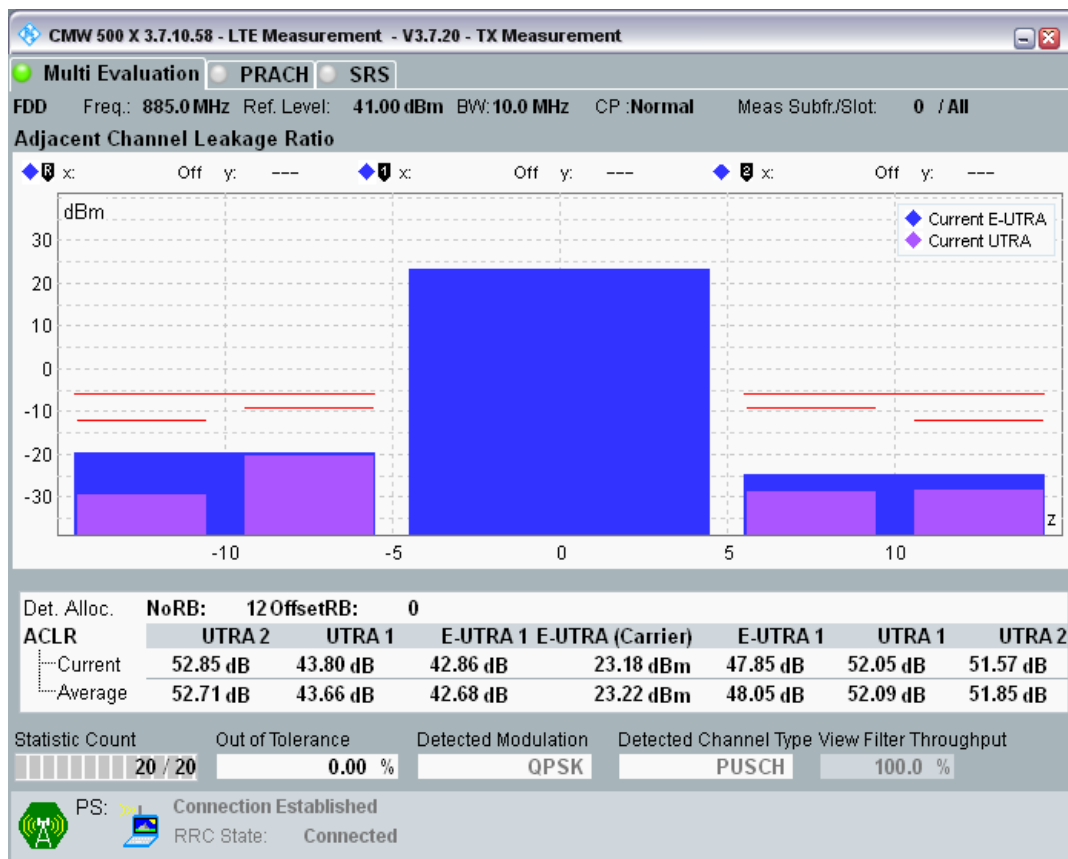 CMW 500 X 3.7.10.58 - LTE Measurement - V3.7.20 - TX Measurement
Multi Evaluation PRACH SRS
FDD Freq.: 885.0 MHz Ref. Level: 41.00 dBm BW: 10.0 MHz CP :Normal Meas Subfr./Slot: 0 / All
Adjacent Channel Leakage Ratio
R x: Off y: --- 1 x: Off y: --- 2 x: Off y: ---
dBm
Current E-UTRA
Current UTRA
30
20
10
0
-10
-20
-30
z
-10 -5 0 5 10
Det. Alloc. NoRB: 12 OffsetRB: 0
ACLR UTRA 2 UTRA 1 E-UTRA 1 E-UTRA (Carrier) E-UTRA 1 UTRA 1 UTRA 2
Current 52.85 dB 43.80 dB 42.86 dB 23.18 dBm 47.85 dB 52.05 dB 51.57 dB
Average 52.71 dB 43.66 dB 42.68 dB 23.22 dBm 48.05 dB 52.09 dB 51.85 dB
Statistic Count Out of Tolerance Detected Modulation Detected Channel Type View Filter Throughput
20 / 20 0.00 % QPSK PUSCH 100.0 %
PS: Connection Established
RRC State: Connected